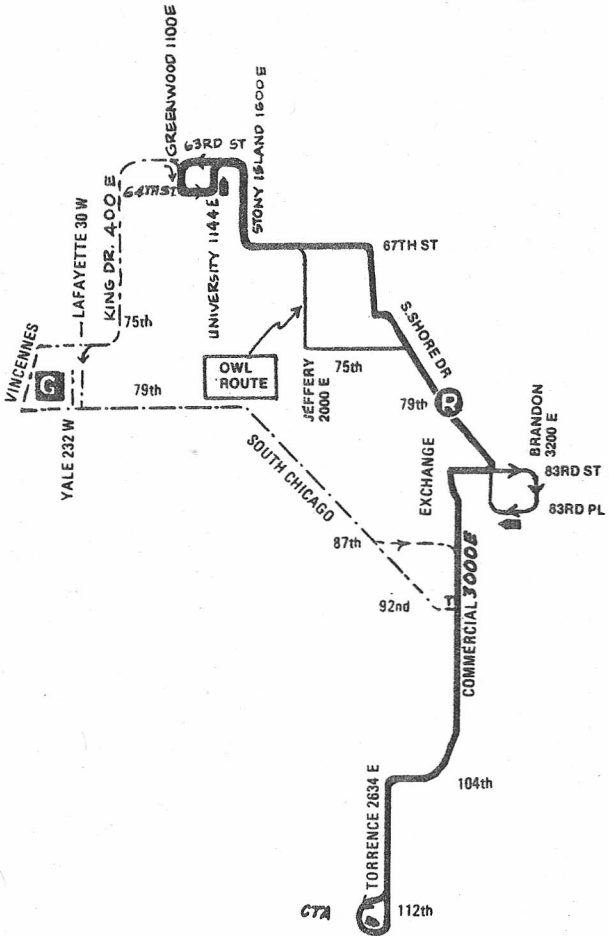 GREENWOOD 1100E
63RD ST
STONY ISLAND 1600 E
64TH ST
UNIVERSITY 1144 E
KING DR. 400 E
LAFAYETTE 30 W
67TH ST
75th
VINCENNES
G
YALE 232 W
79th
OWL
ROUTE
JEFFERY
2000 E
75th
S. SHORE DR
79th
R
BRANDON
3200 E
83RD ST
83RD PL
EXCHANGE
SOUTH CHICAGO
87th
92nd
T
COMMERCIAL 3000E
104th
TORRENCE 2634 E
112th
CTA